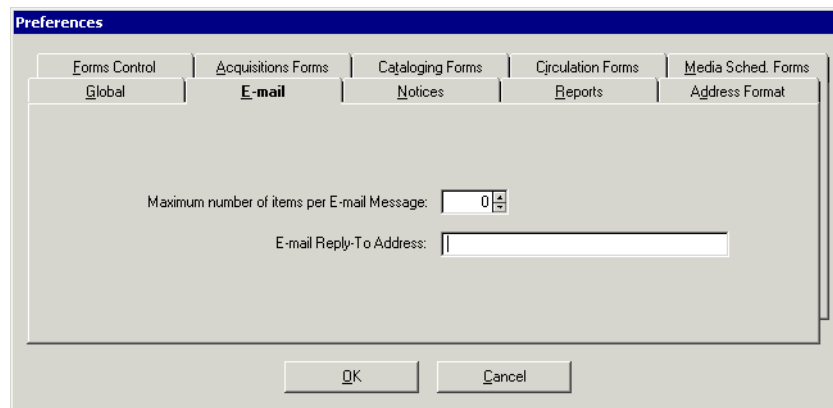 Preferences
Forms Control Acquisitions Forms Cataloging Forms Circulation Forms Media Sched. Forms
Global E-mail Notices Reports Address Format
Maximum number of items per E-mail Message: 0
E-mail Reply-To Address:
OK Cancel